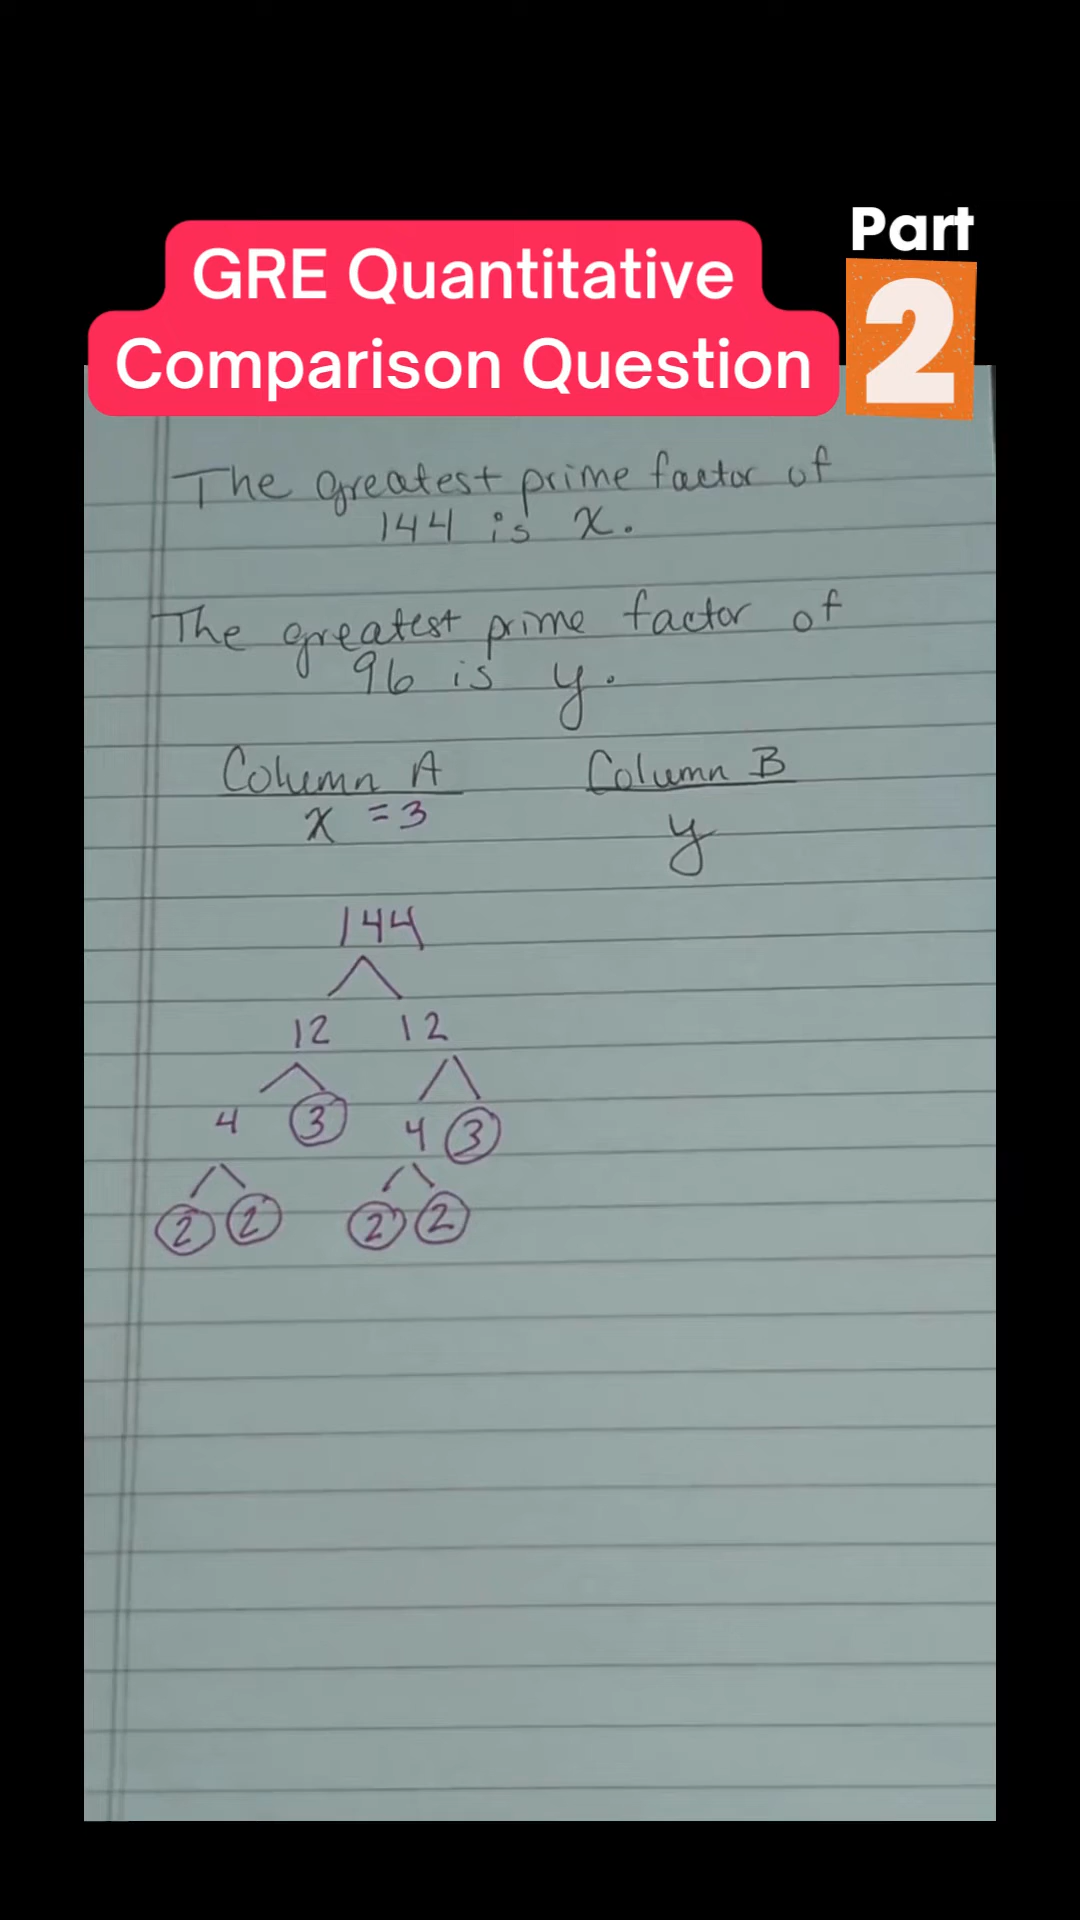 Part
GRE Quantitative
2
Comparison Question
The greatest prime factor of
144 is x.
The greatest prime factor of
96 is y.
Column A Column B
x = 3 y
144
12 12
4 3 4 3
2 2 2 2